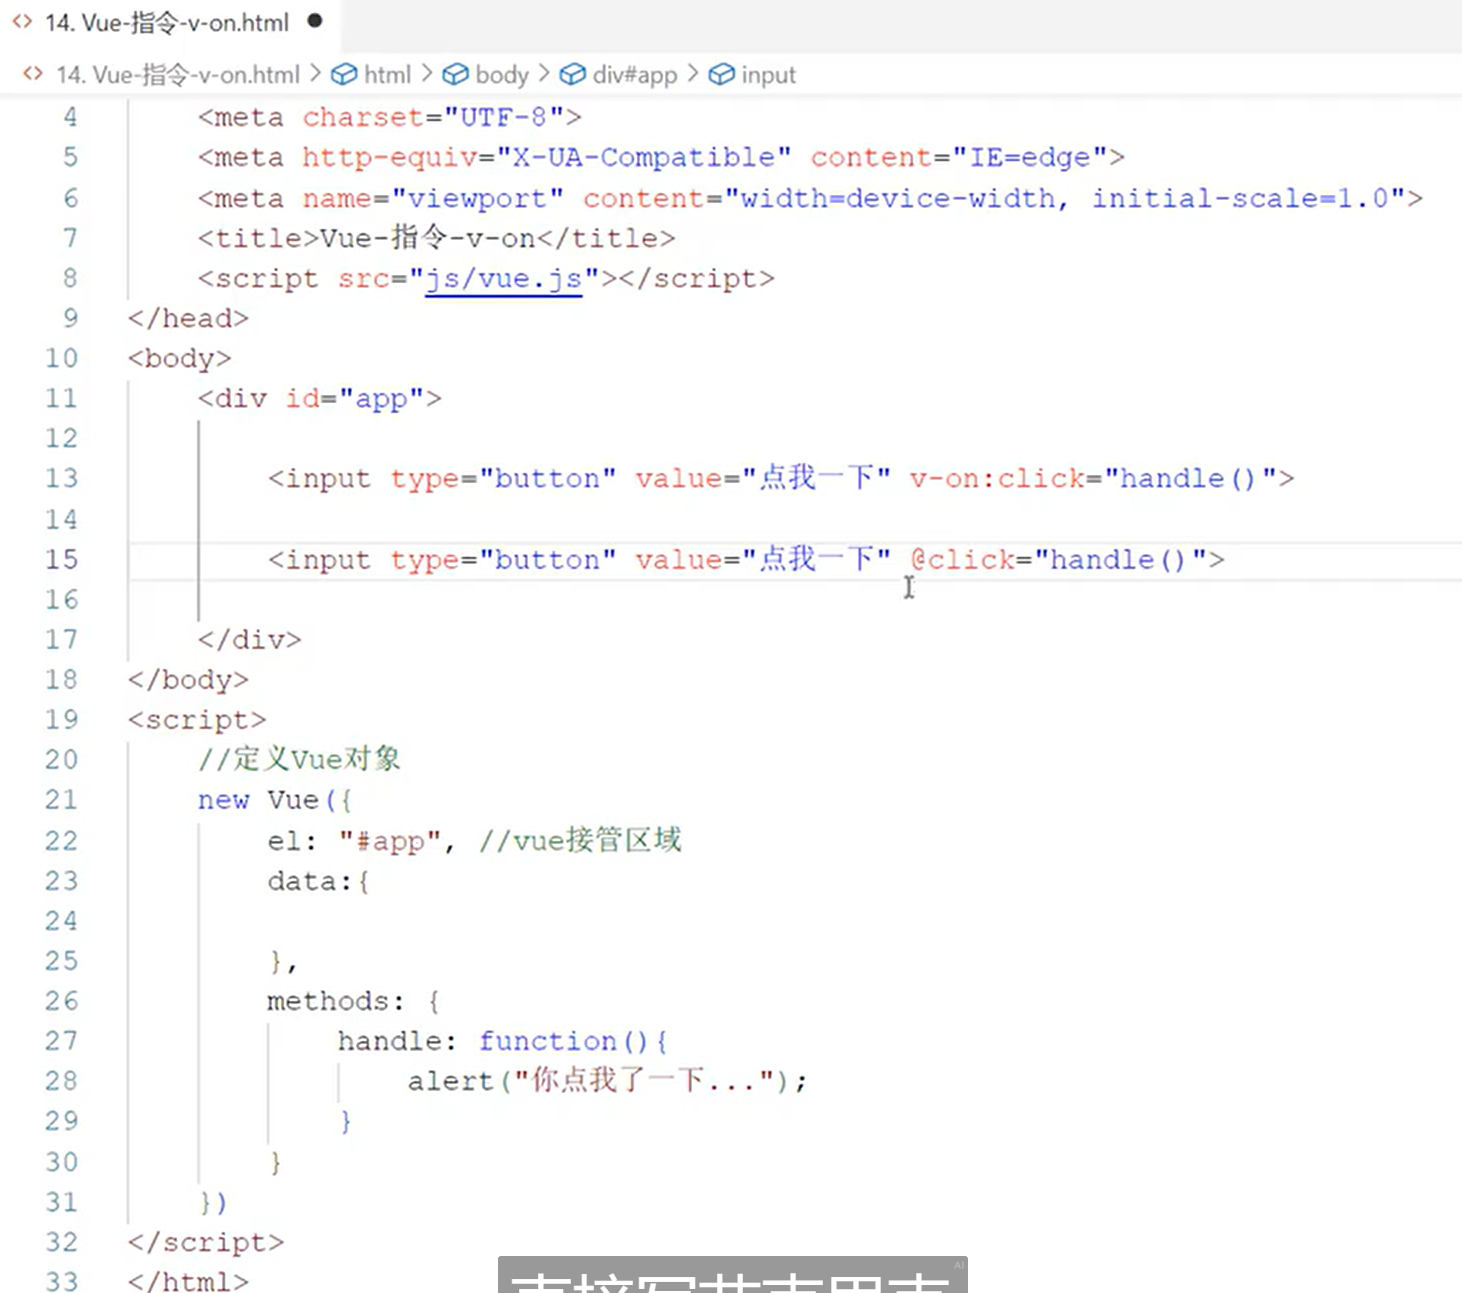 14. Vue-指令-v-on.html
14. Vue-指令-v-on.html > html > body > div#app > input
4 <meta charset="UTF-8">
5 <meta http-equiv="X-UA-Compatible" content="IE=edge">
6 <meta name="viewport" content="width=device-width, initial-scale=1.0">
7 <title>Vue-指令-v-on</title>
8 <script src="js/vue.js"></script>
9 </head>
10 <body>
11 <div id="app">
12
13 <input type="button" value="点我一下" v-on:click="handle()">
14
15 <input type="button" value="点我一下" @click="handle()">
16
17 </div>
18 </body>
19 <script>
20 //定义Vue对象
21 new Vue({
22 el: "#app", //vue接管区域
23 data:{
24
25 },
26 methods: {
27 handle: function(){
28 alert("你点我了一下...");
29 }
30 }
31 })
32 </script>
33 </html>
AI